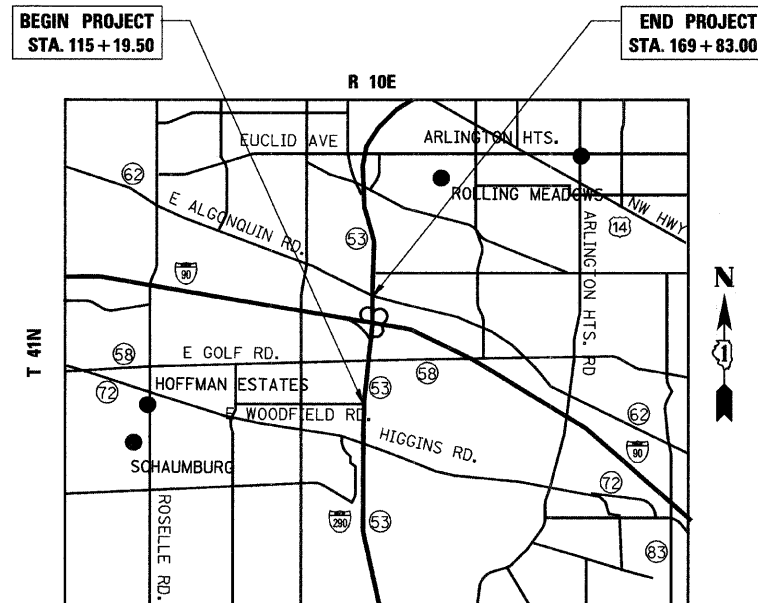 BEGIN PROJECT
STA. 115+19.50
END PROJECT
STA. 169+83.00
R 10E
EUCLID AVE
ARLINGTON HTS.
62
ROLLING MEADOWS
E ALGONQUIN RD.
NW HWY
14
53
90
ARLINGTON HTS. RD
N
T 41N
58
E GOLF RD.
58
1
72
HOFFMAN ESTATES
53
E WOODFIELD RD.
62
HIGGINS RD.
90
SCHAUMBURG
72
ROSELLE RD.
290
53
83